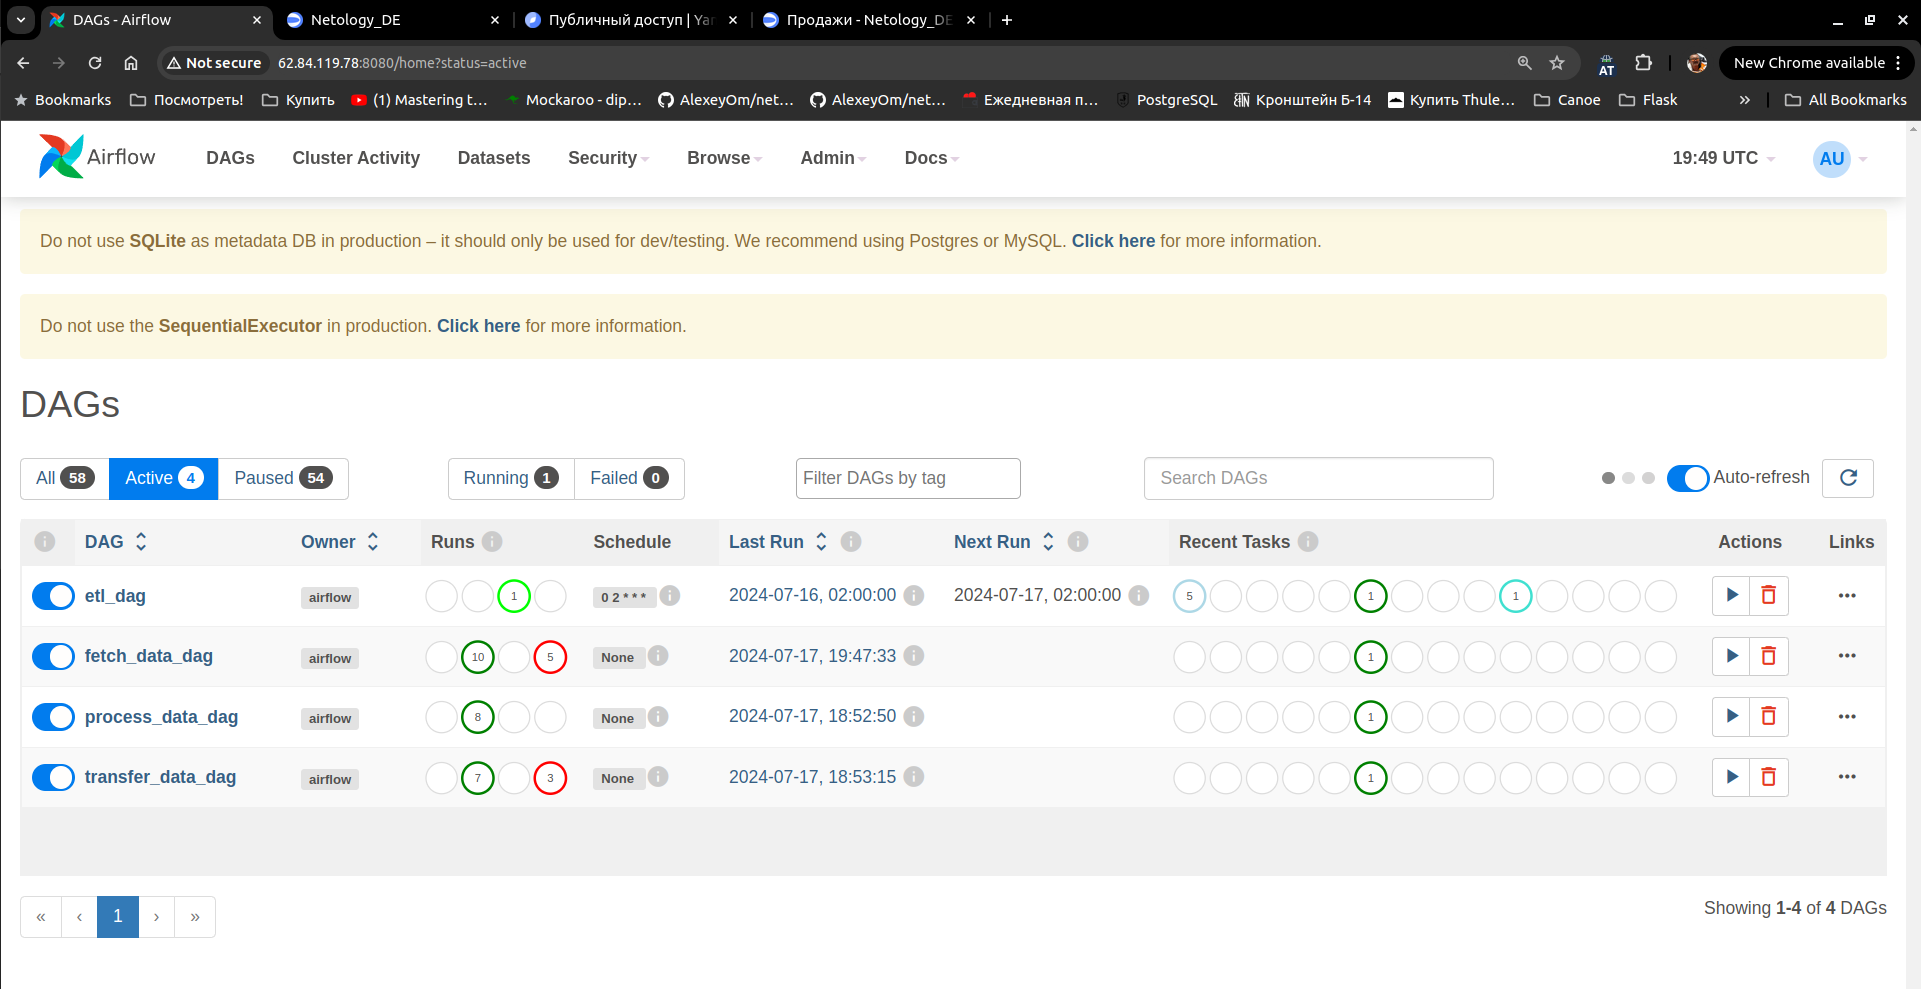 DAGs - Airflow
Netology_DE
Публичный доступ | Yar
Продажи - Netology_DE
Not secure 62.84.119.78:8080/home?status=active
AT
New Chrome available
Bookmarks Посмотреть! Купить (1) Mastering t... Mockaroo - dip... AlexeyOm/net... AlexeyOm/net... Ежедневная п... PostgreSQL Кронштейн Б-14 Купить Thule... Canoe Flask » All Bookmarks
Airflow DAGs Cluster Activity Datasets Security Browse Admin Docs 19:49 UTC AU
Do not use SQLite as metadata DB in production – it should only be used for dev/testing. We recommend using Postgres or MySQL. Click here for more information.
Do not use the SequentialExecutor in production. Click here for more information.
DAGs
All 58 Active 4 Paused 54 Running 1 Failed 0 Filter DAGs by tag Search DAGs Auto-refresh
DAG Owner Runs Schedule Last Run Next Run Recent Tasks Actions Links
etl_dag airflow 1 0 2 * * * 2024-07-16, 02:00:00 2024-07-17, 02:00:00 5 1 1
fetch_data_dag airflow 10 5 None 2024-07-17, 19:47:33 1
process_data_dag airflow 8 None 2024-07-17, 18:52:50 1
transfer_data_dag airflow 7 3 None 2024-07-17, 18:53:15 1
« ‹ 1 › »
Showing 1-4 of 4 DAGs